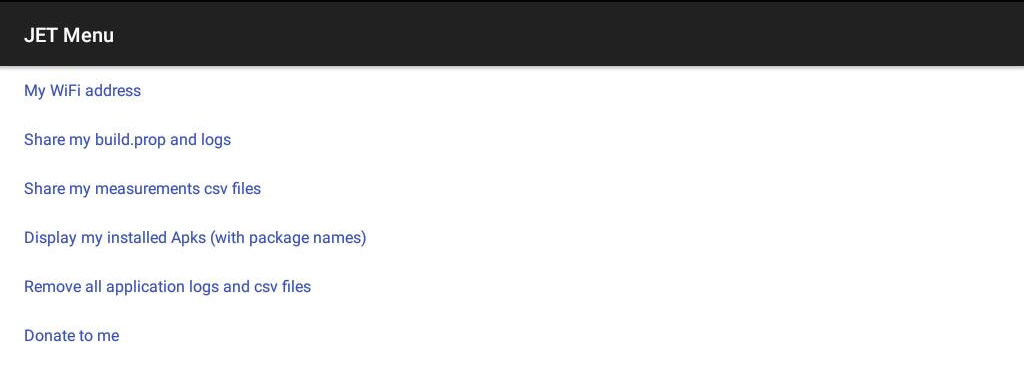 JET Menu
My WiFi address
Share my build.prop and logs
Share my measurements csv files
Display my installed Apks (with package names)
Remove all application logs and csv files
Donate to me